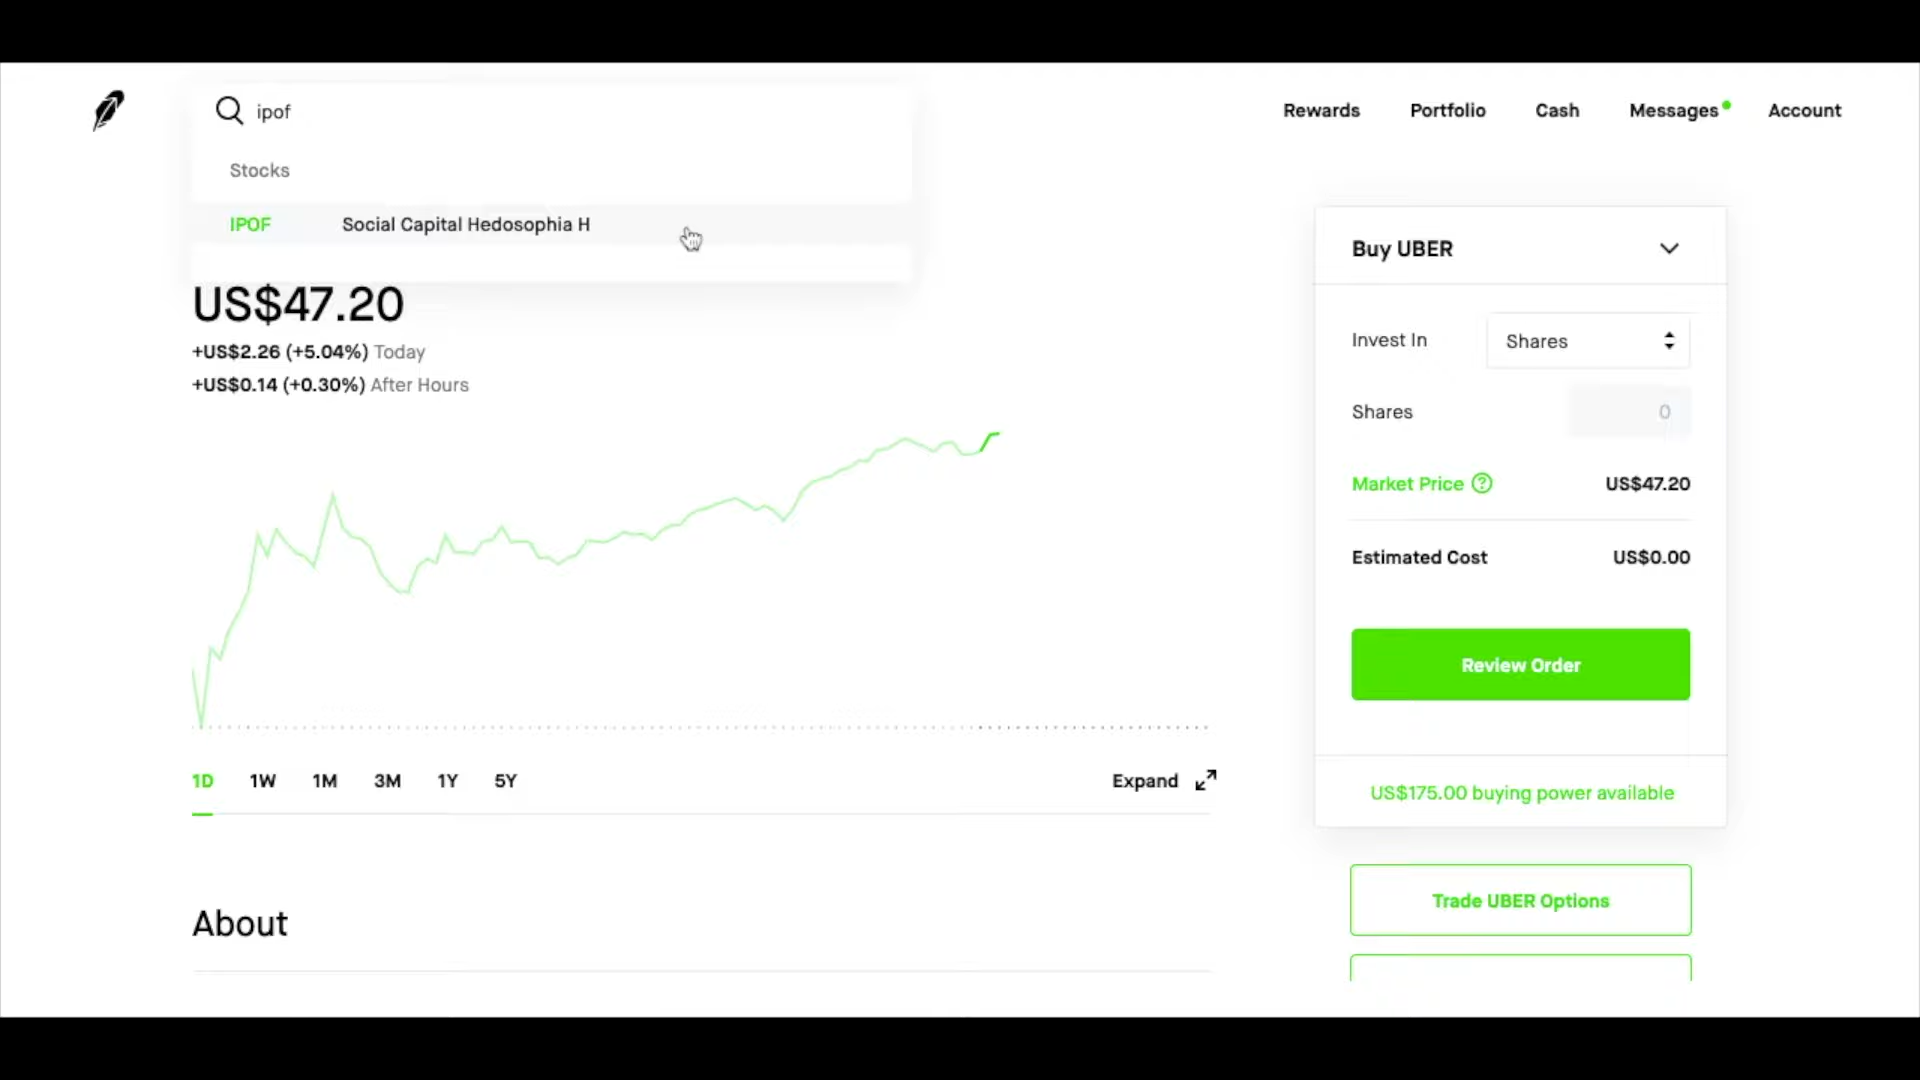 ipof
Rewards
Portfolio
Cash
Messages
Account
Stocks
IPOF Social Capital Hedosophia H
US$47.20
+US$2.26 (+5.04%) Today
+US$0.14 (+0.30%) After Hours
1D 1W 1M 3M 1Y 5Y
Expand
About
Buy UBER
Invest In Shares
Shares 0
Market Price ? US$47.20
Estimated Cost US$0.00
Review Order
US$175.00 buying power available
Trade UBER Options